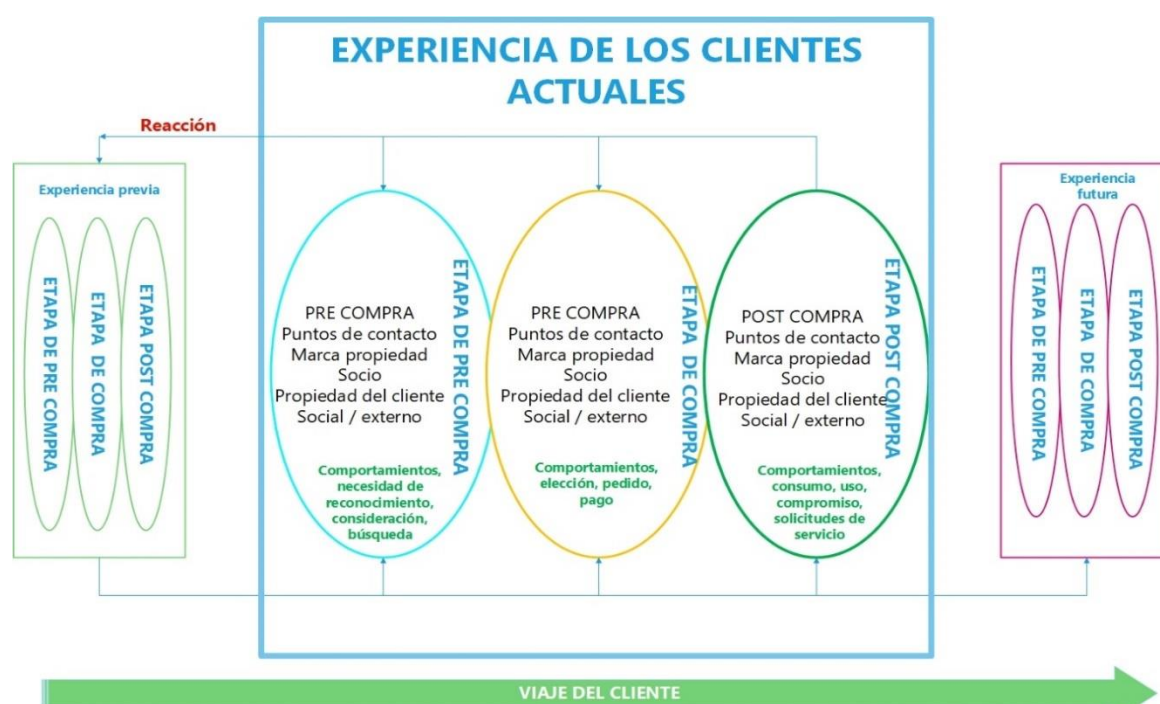 EXPERIENCIA DE LOS CLIENTES
ACTUALES
Reacción
Experiencia previa
ETAPA DE PRE COMPRA
ETAPA DE COMPRA
ETAPA POST COMPRA
PRE COMPRA
Puntos de contacto
Marca propiedad
Socio
Propiedad del cliente
Social / externo
Comportamientos,
necesidad de
reconocimiento,
consideración,
búsqueda
ETAPA DE PRE COMPRA
PRE COMPRA
Puntos de contacto
Marca propiedad
Socio
Propiedad del cliente
Social / externo
Comportamientos,
elección, pedido,
pago
ETAPA DE COMPRA
POST COMPRA
Puntos de contacto
Marca propiedad
Socio
Propiedad del cliente
Social / externo
Comportamientos,
consumo, uso,
compromiso,
solicitudes de
servicio
ETAPA POST COMPRA
Experiencia
futura
ETAPA DE PRE COMPRA
ETAPA DE COMPRA
ETAPA POST COMPRA
VIAJE DEL CLIENTE